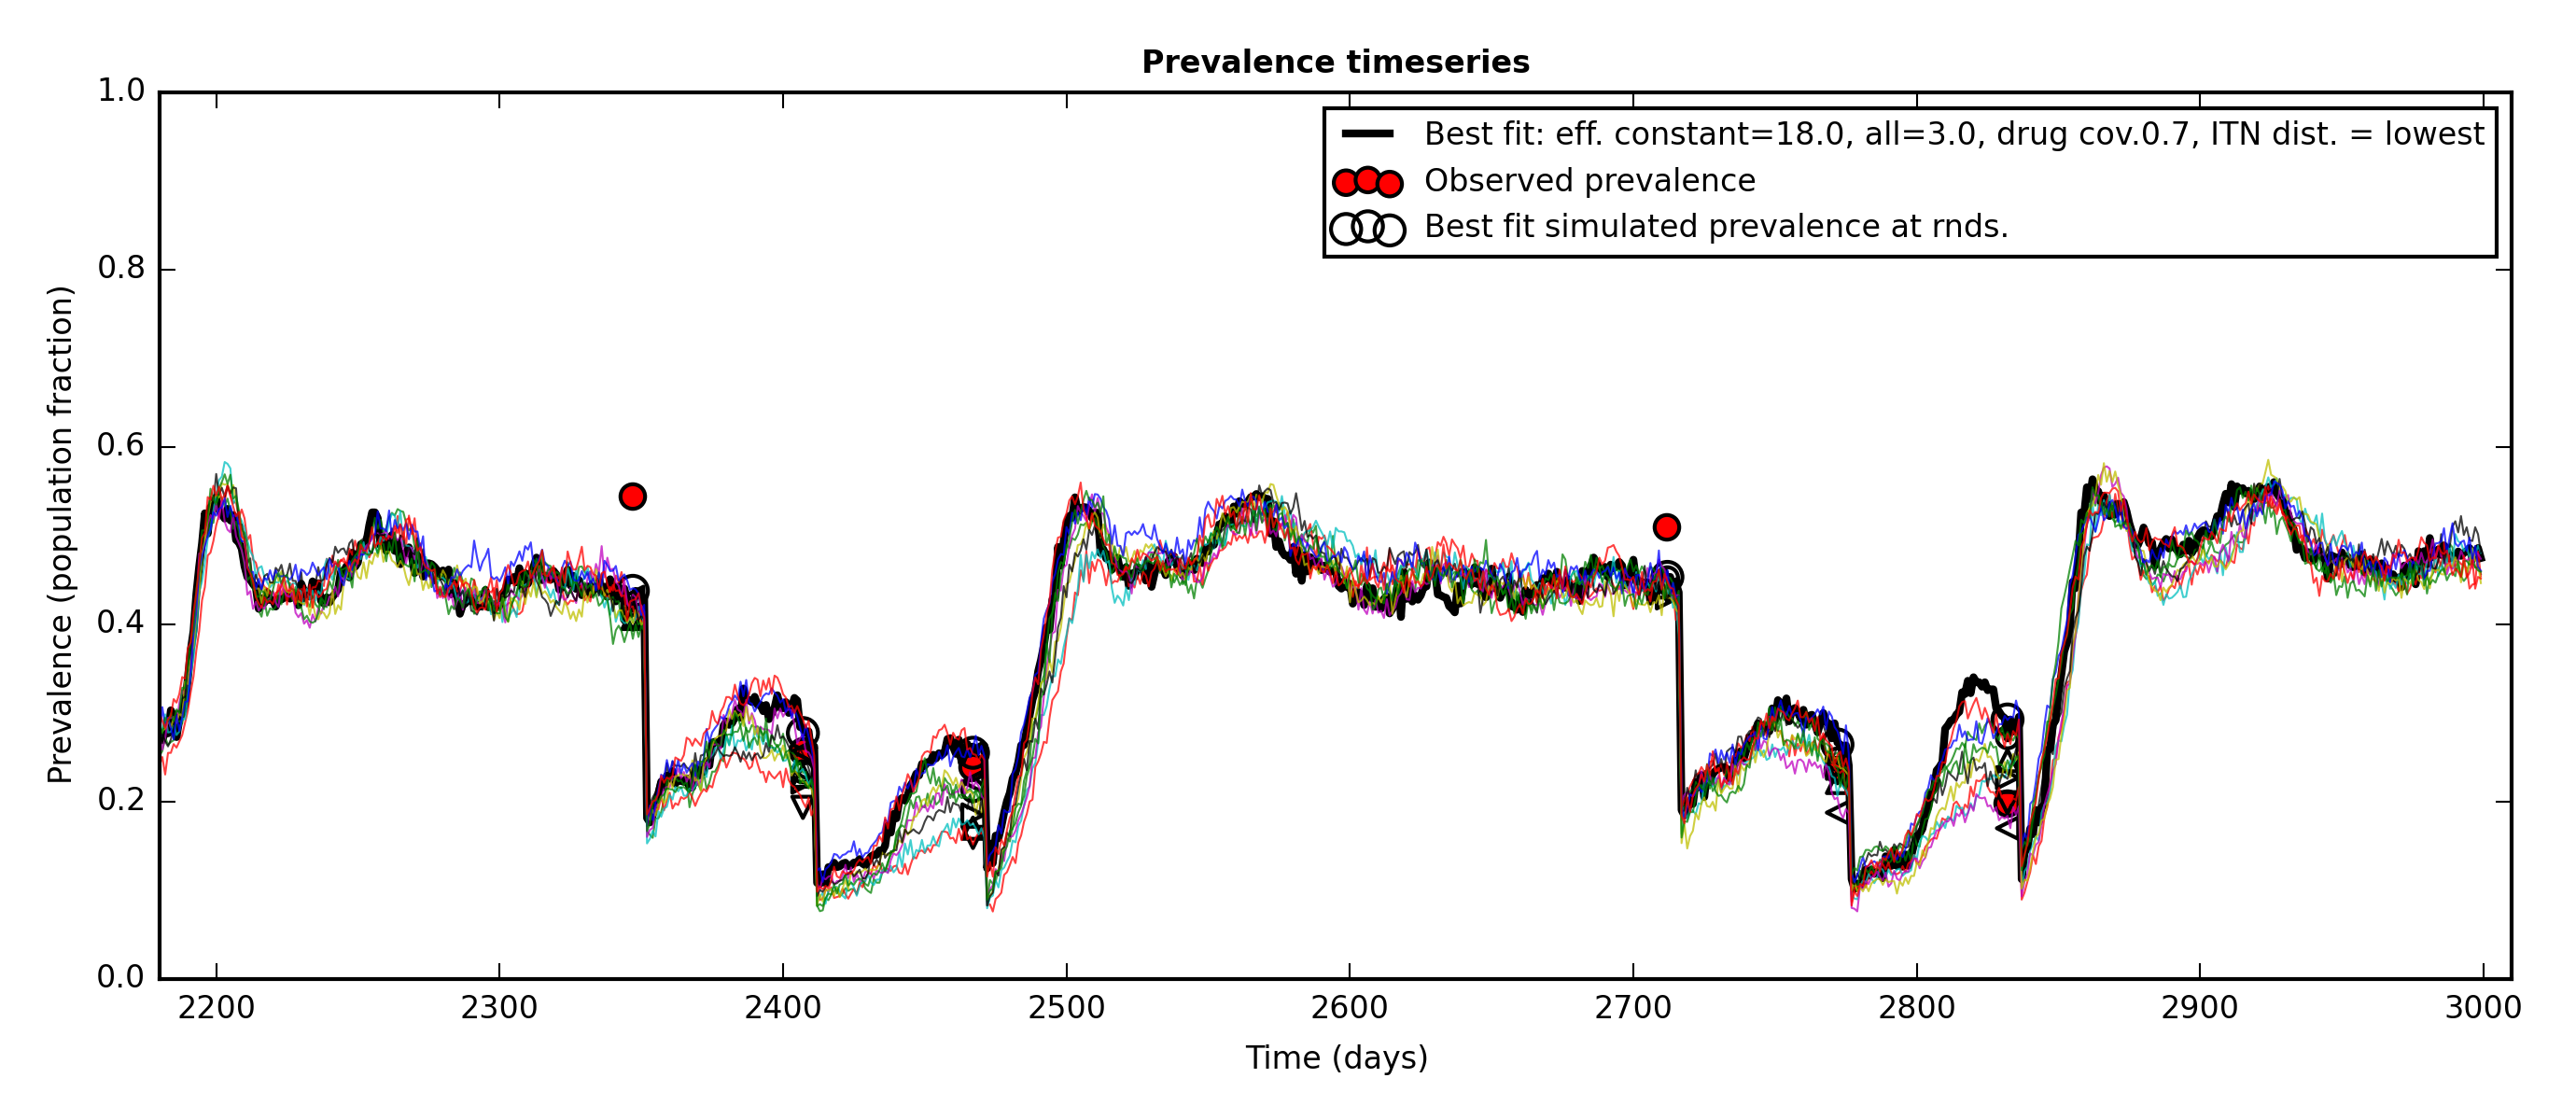 Prevalence timeseries
1.0
0.8
0.6
0.4
0.2
0.0
Prevalence (population fraction)
Best fit: eff. constant=18.0, all=3.0, drug cov.0.7, ITN dist. = lowest
Observed prevalence
Best fit simulated prevalence at rnds.
2200 2300 2400 2500 2600 2700 2800 2900 3000
Time (days)